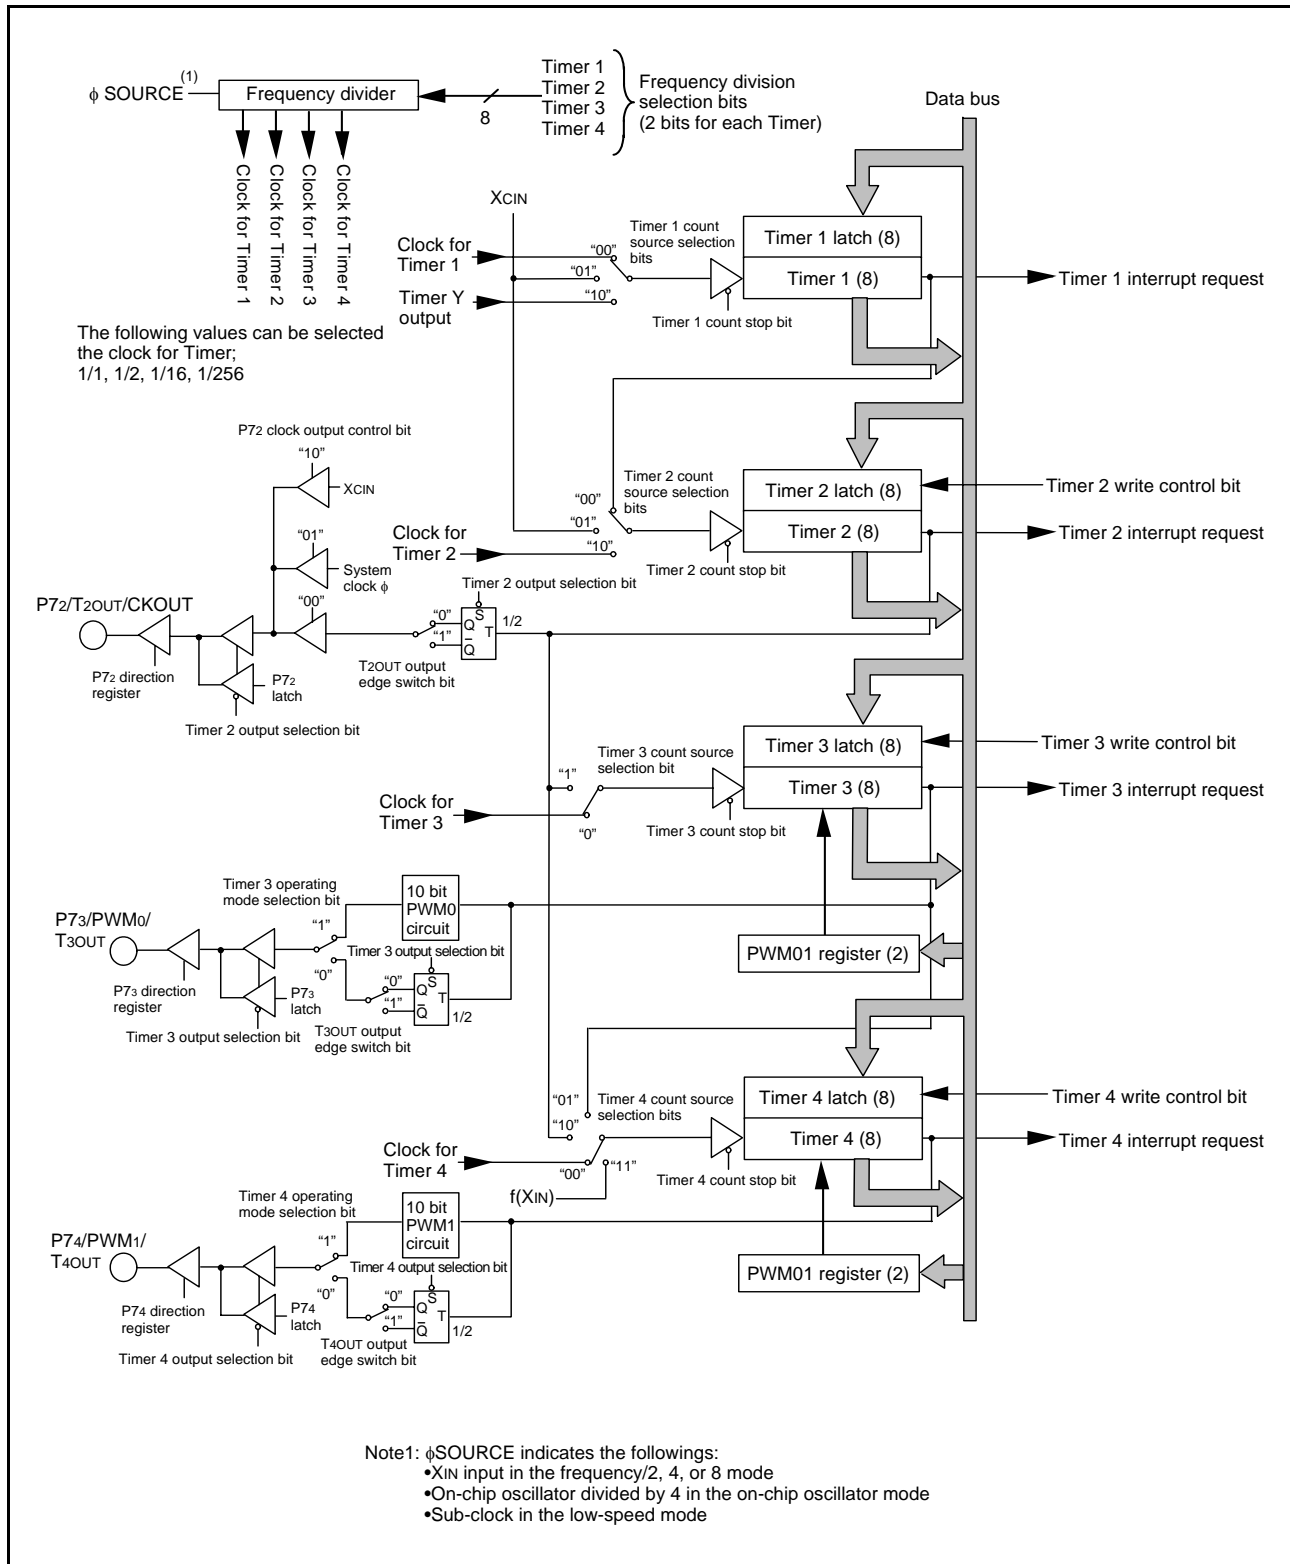 φ SOURCE (1)
Frequency divider
8
Timer 1
Timer 2
Timer 3
Timer 4
Frequency division
selection bits
(2 bits for each Timer)
Data bus
Clock for Timer 1
Clock for Timer 2
Clock for Timer 3
Clock for Timer 4
The following values can be selected
the clock for Timer;
1/1, 1/2, 1/16, 1/256
XCIN
Clock for
Timer 1
Timer Y
output
“00”
“01”
“10”
Timer 1 count
source selection
bits
Timer 1 count stop bit
Timer 1 latch (8)
Timer 1 (8)
Timer 1 interrupt request
P72 clock output control bit
“10”
XCIN
“01”
System
clock φ
“00”
P72/T2OUT/CKOUT
P72 direction
register
P72
latch
Timer 2 output selection bit
Clock for
Timer 2
“00”
“01”
“10”
Timer 2 count
source selection
bits
Timer 2 count stop bit
Timer 2 latch (8)
Timer 2 (8)
Timer 2 write control bit
Timer 2 interrupt request
Timer 2 output selection bit
“0”
“1”
Q
S
T
Q̅
1/2
T2OUT output
edge switch bit
“1”
“0”
Clock for
Timer 3
Timer 3 count source
selection bit
Timer 3 count stop bit
Timer 3 latch (8)
Timer 3 (8)
Timer 3 write control bit
Timer 3 interrupt request
PWM01 register (2)
Timer 3 operating
mode selection bit
10 bit
PWM0
circuit
P73/PWM0/
T3OUT
“1”
“0”
Timer 3 output selection bit
“0”
“1”
Q
S
T
Q̅
1/2
P73 direction
register
P73
latch
Timer 3 output selection bit
T3OUT output
edge switch bit
“01”
“10”
“00”
“11”
Clock for
Timer 4
f(XIN)
Timer 4 count source
selection bits
Timer 4 count stop bit
Timer 4 latch (8)
Timer 4 (8)
Timer 4 write control bit
Timer 4 interrupt request
PWM01 register (2)
Timer 4 operating
mode selection bit
10 bit
PWM1
circuit
P74/PWM1/
T4OUT
“1”
“0”
Timer 4 output selection bit
“0”
“1”
Q
S
T
Q̅
1/2
P74 direction
register
P74
latch
Timer 4 output selection bit
T4OUT output
edge switch bit
Note1: φSOURCE indicates the followings:
•XIN input in the frequency/2, 4, or 8 mode
•On-chip oscillator divided by 4 in the on-chip oscillator mode
•Sub-clock in the low-speed mode